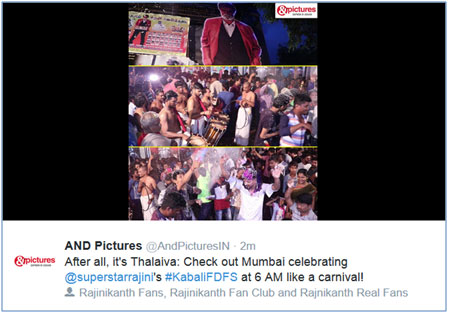 &pictures
AND Pictures @AndPicturesIN · 2m
&pictures
After all, it's Thalaiva: Check out Mumbai celebrating
@superstarrajini's #KabaliFDFS at 6 AM like a carnival!
Rajinikanth Fans, Rajinikanth Fan Club and Rajnikanth Real Fans